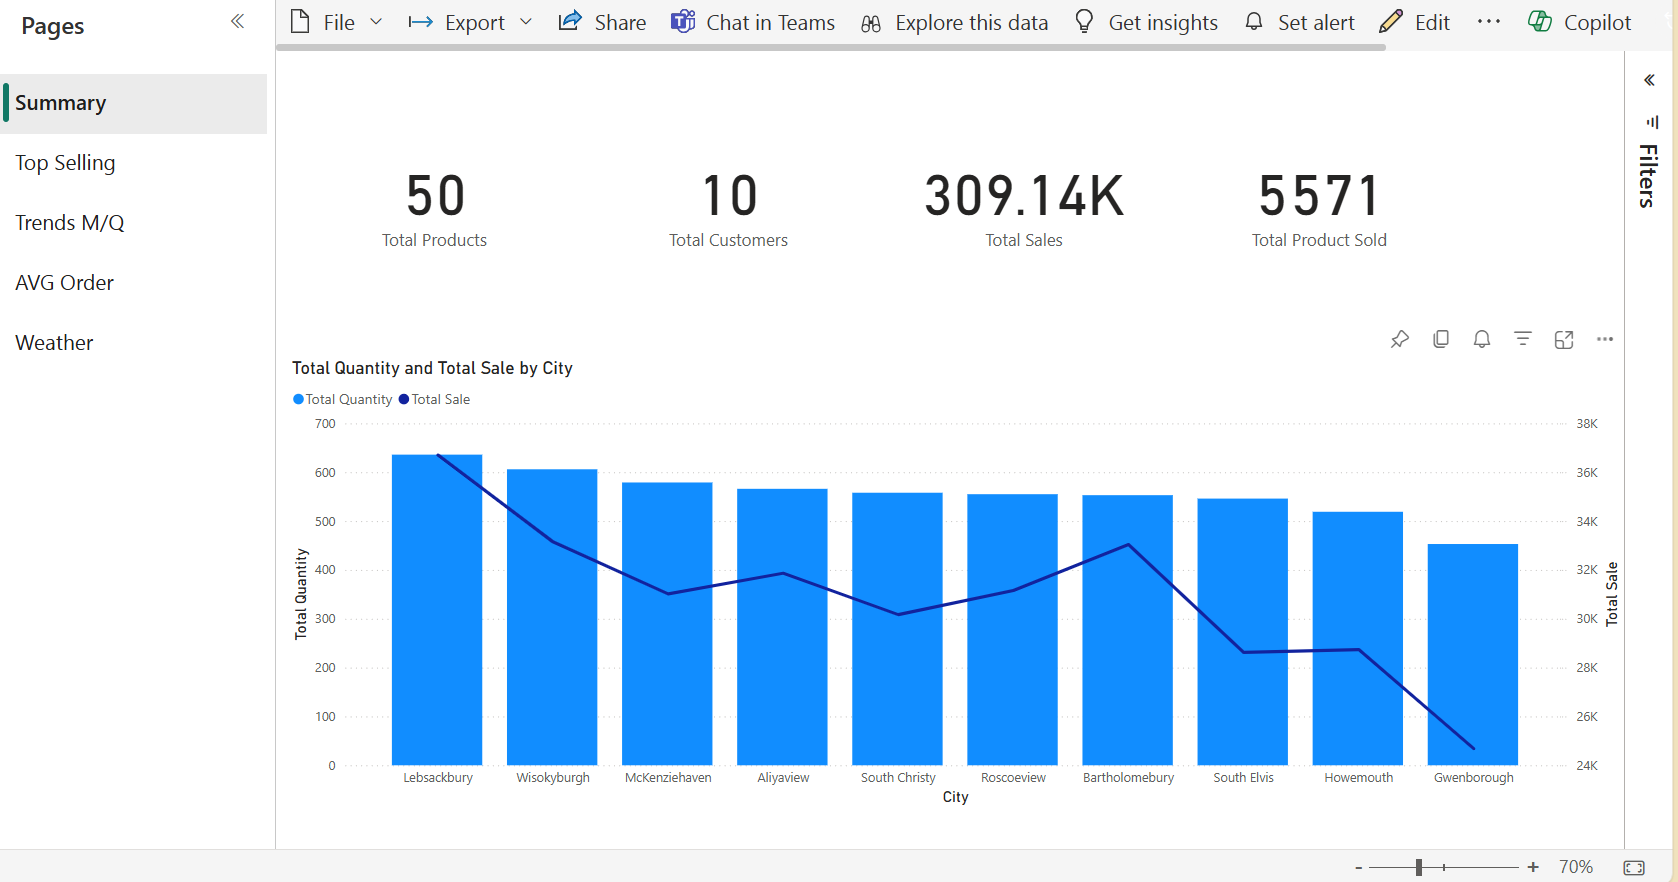 Pages
File
Export
Share
Chat in Teams
Explore this data
Get insights
Set alert
Edit
Copilot
Summary
Top Selling
Trends M/Q
AVG Order
Weather
Filters
50
Total Products
10
Total Customers
309.14K
Total Sales
5571
Total Product Sold
Total Quantity and Total Sale by City
Total Quantity Total Sale
700
600
500
400
300
200
100
0
Total Quantity
38K
36K
34K
32K
30K
28K
26K
24K
Total Sale
Lebsackbury
Wisokyburgh
McKenziehaven
Aliyaview
South Christy
Roscoeview
Bartholomebury
South Elvis
Howemouth
Gwenborough
City
- + 70%